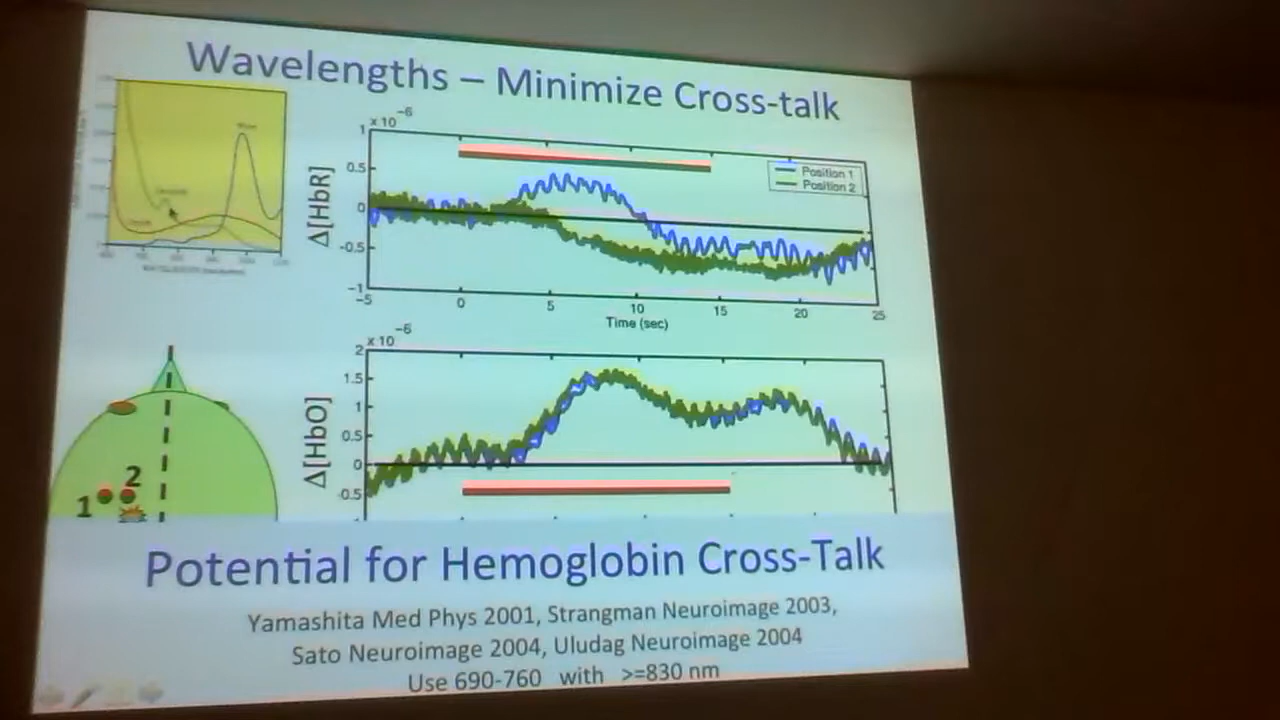 Wavelengths – Minimize Cross-talk
x 10⁻⁶
1
0.5
0
-0.5
-1
Δ[HbR]
Position 1
Position 2
-5 0 5 10 15 20 25
Time (sec)
x 10⁻⁶
2
1.5
1
0.5
0
0.5
Δ[HbO]
2
1
Potential for Hemoglobin Cross-Talk
Yamashita Med Phys 2001, Strangman Neuroimage 2003,
Sato Neuroimage 2004, Uludag Neuroimage 2004
Use 690-760 with >=830 nm